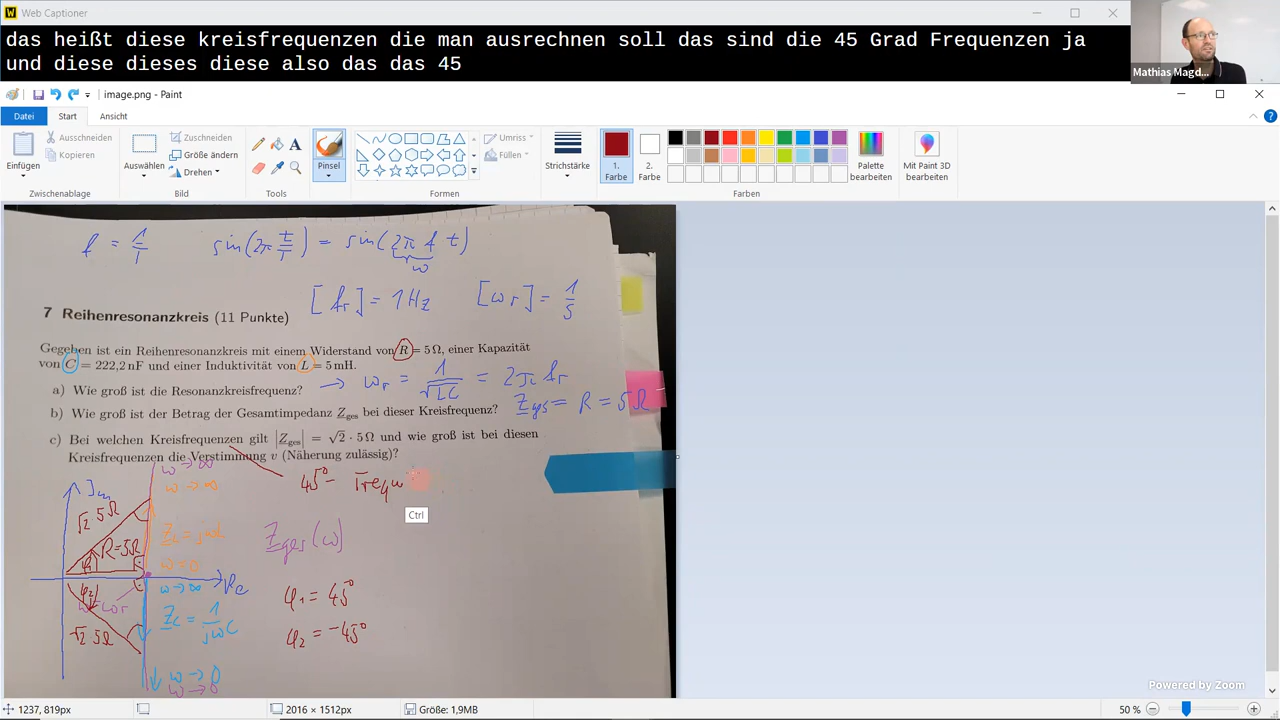 Web Captioner
das heißt diese kreisfrequenzen die man ausrechnen soll das sind die 45 Grad Frequenzen ja
und diese dieses diese also das das 45
Mathias Magd...
image.png - Paint
Datei Start Ansicht
Einfügen
Ausschneiden
Kopieren
Zwischenablage
Auswählen
Zuschneiden
Größe ändern
Drehen
Bild
A
Tools
Pinsel
Umriss
Füllen
Formen
Strichstärke
1. Farbe
2. Farbe
Farben
Palette bearbeiten
Mit Paint 3D bearbeiten
f = 1/T sin(2π t/T) = sin(2π f t)
ω
[fr] = 1Hz [ωr] = 1/s
7 Reihenresonanzkreis (11 Punkte)
Gegeben ist ein Reihenresonanzkreis mit einem Widerstand von R = 5 Ω, einer Kapazität
von C = 222,2 nF und einer Induktivität von L = 5 mH.
a) Wie groß ist die Resonanzkreisfrequenz? → ωr = 1/√LC = 2π fr
b) Wie groß ist der Betrag der Gesamtimpedanz Zges bei dieser Kreisfrequenz? Zges = R = 5Ω
c) Bei welchen Kreisfrequenzen gilt |Zges| = √2 · 5 Ω und wie groß ist bei diesen
Kreisfrequenzen die Verstimmung v (Näherung zulässig)?
ω → ∞
45°- Frequ
Im
ω → ∞
√2 5Ω
Zges(ω)
R = 5Ω
ω → ∞
Re
φ1 = 45°
φ2
ω = ωr
Zc = 1/jωC
√2 5Ω
φ2 = -45°
ω → 0
ω → 0
Ctrl
1237, 819px
2016 × 1512px
Größe: 1,9MB
50 %
Powered by Zoom